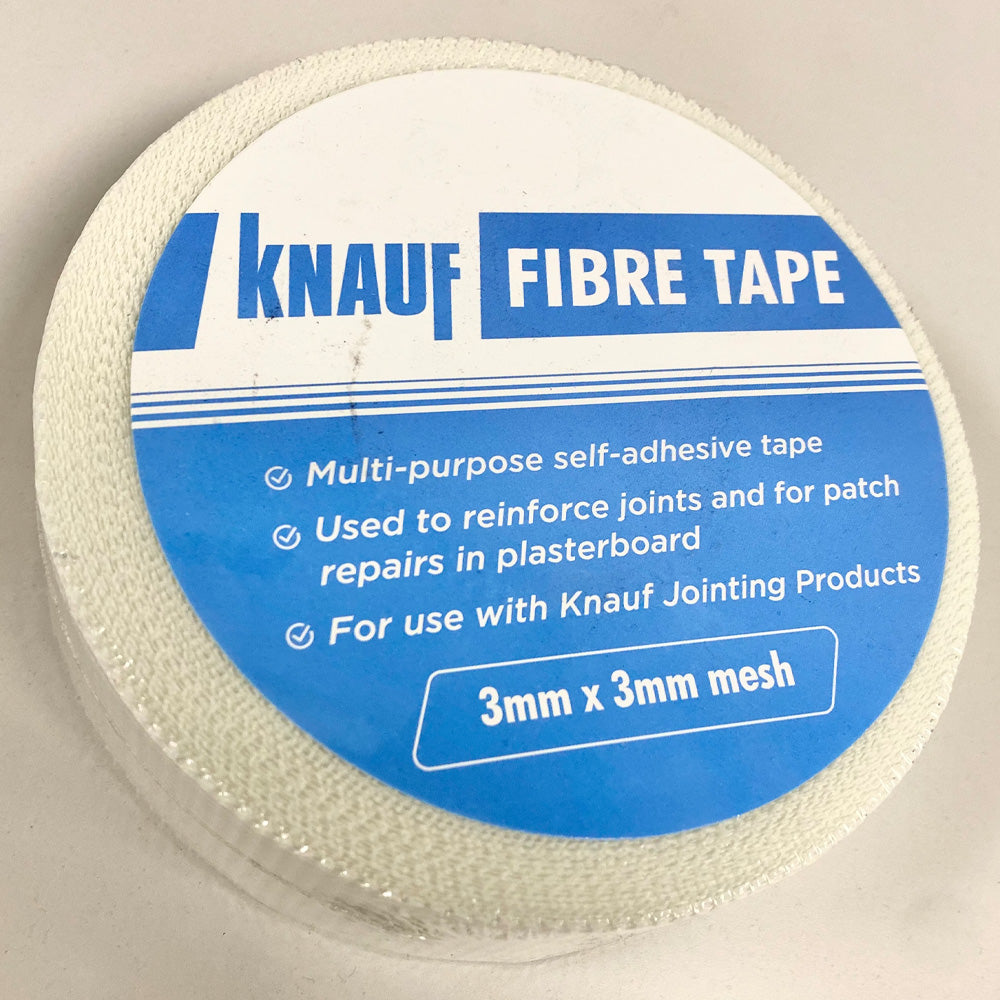 KNAUF FIBRE TAPE
Multi-purpose self-adhesive tape
Used to reinforce joints and for patch
repairs in plasterboard
For use with Knauf Jointing Products
3mm x 3mm mesh